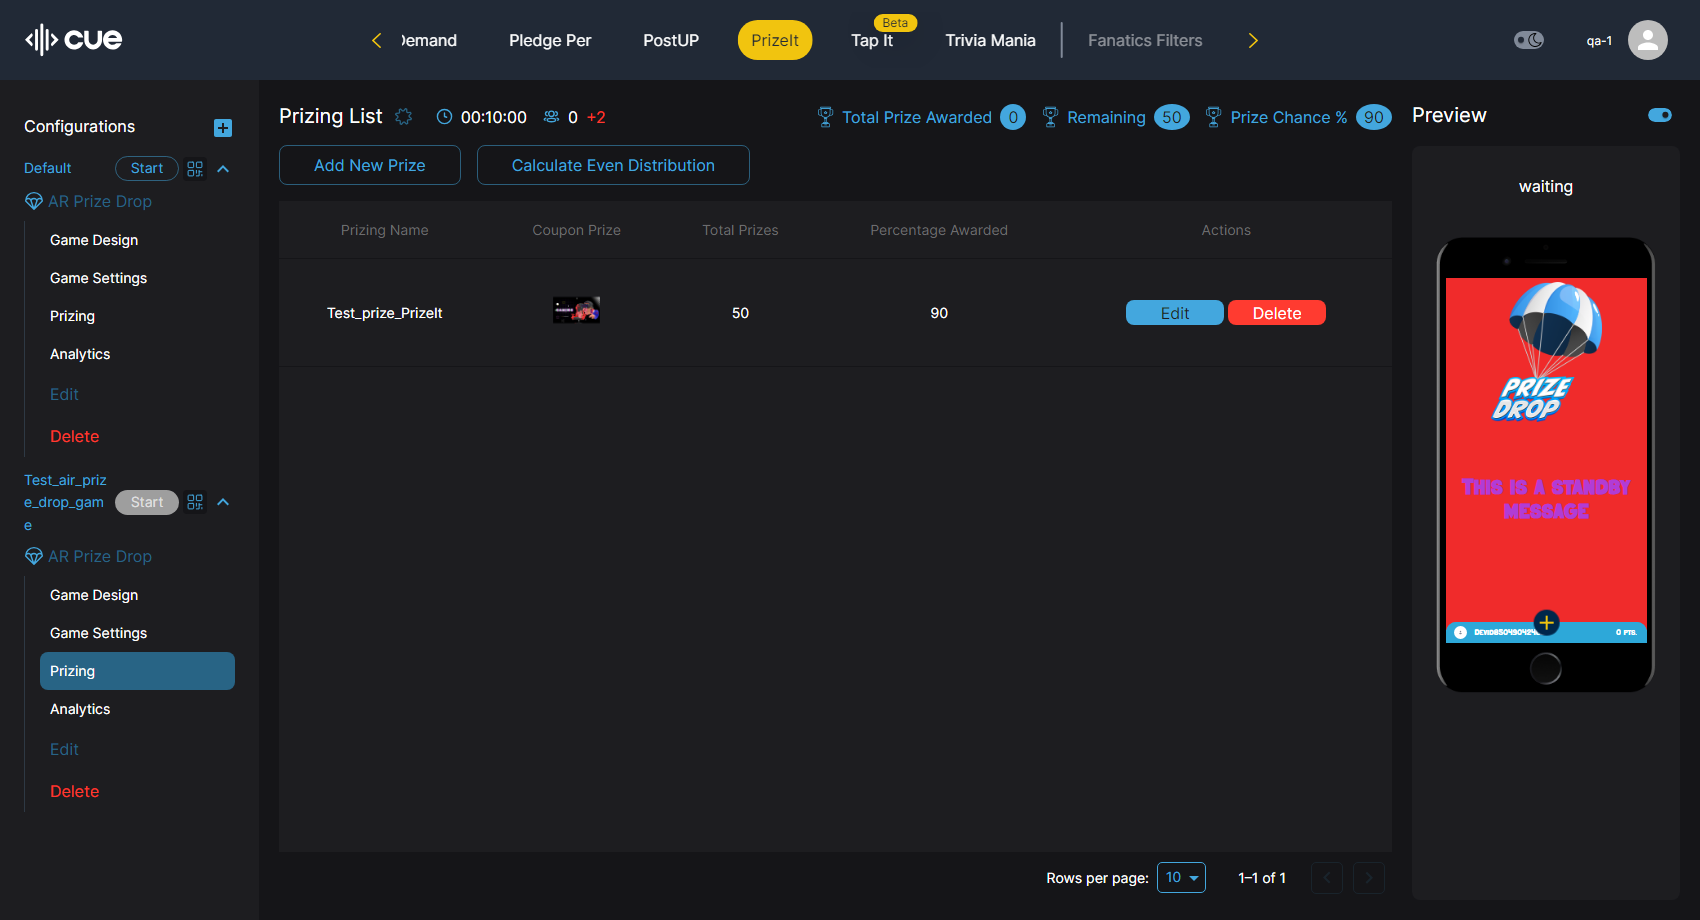 cue
Demand
Pledge Per
PostUP
PrizeIt
Beta
Tap It
Trivia Mania
Fanatics Filters
qa-1
Configurations
Default
Start
AR Prize Drop
Game Design
Game Settings
Prizing
Analytics
Edit
Delete
Test_air_priz
e_drop_gam
e
Start
AR Prize Drop
Game Design
Game Settings
Prizing
Analytics
Edit
Delete
Prizing List
00:10:00
0 +2
Total Prize Awarded 0
Remaining 50
Prize Chance % 90
Add New Prize
Calculate Even Distribution
Prizing Name
Coupon Prize
Total Prizes
Percentage Awarded
Actions
Test_prize_PrizeIt
50
90
Edit
Delete
Rows per page:
10
1–1 of 1
Preview
waiting
PRIZE
DROP
This is a standby
message
0 pts.